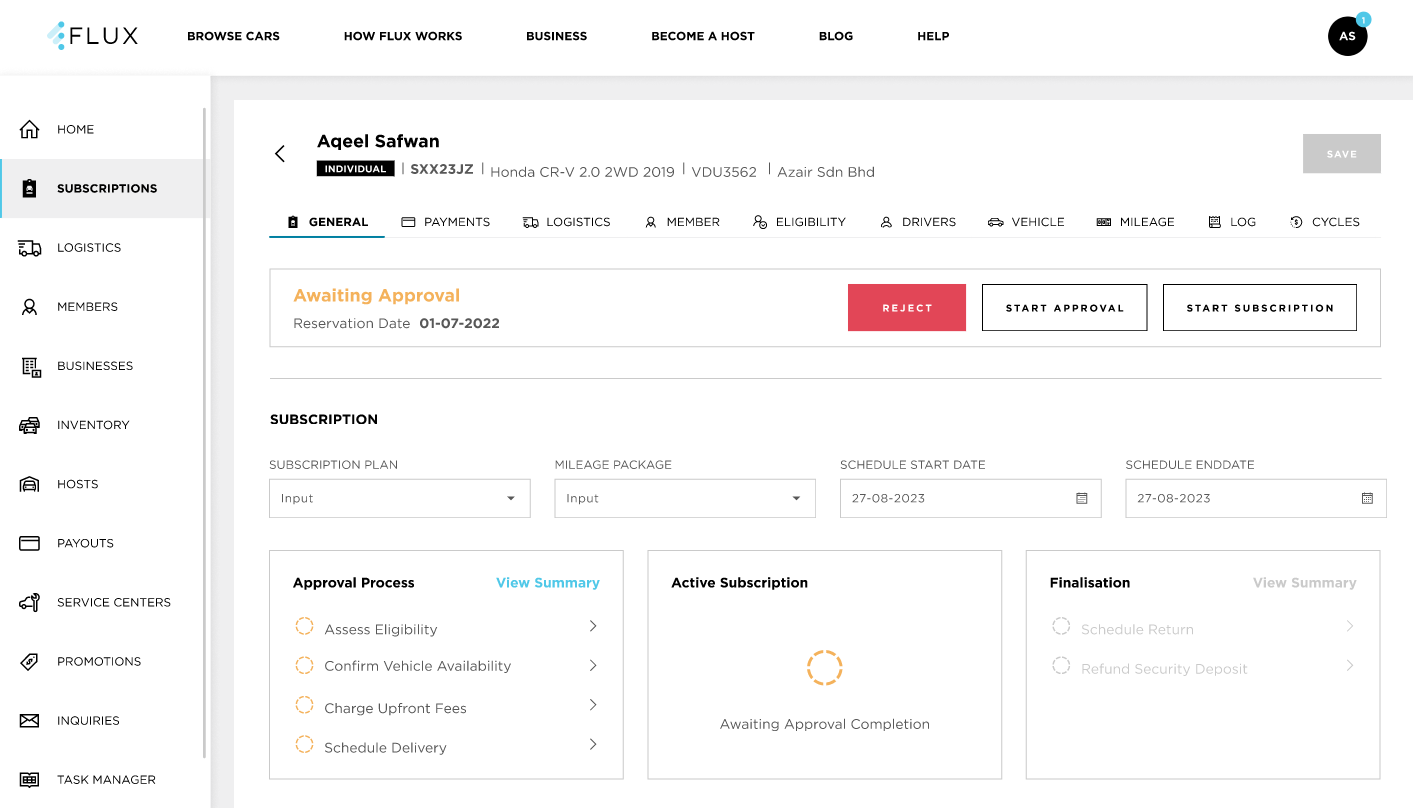 FLUX BROWSE CARS HOW FLUX WORKS BUSINESS BECOME A HOST BLOG HELP AS 1
HOME
SUBSCRIPTIONS
LOGISTICS
MEMBERS
BUSINESSES
INVENTORY
HOSTS
PAYOUTS
SERVICE CENTERS
PROMOTIONS
INQUIRIES
TASK MANAGER
Aqeel Safwan
INDIVIDUAL | SXX23JZ | Honda CR-V 2.0 2WD 2019 | VDU3562 | Azair Sdn Bhd
SAVE
GENERAL PAYMENTS LOGISTICS MEMBER ELIGIBILITY DRIVERS VEHICLE MILEAGE LOG CYCLES
Awaiting Approval
Reservation Date 01-07-2022
REJECT START APPROVAL START SUBSCRIPTION
SUBSCRIPTION
SUBSCRIPTION PLAN MILEAGE PACKAGE SCHEDULE START DATE SCHEDULE ENDDATE
Input Input 27-08-2023 27-08-2023
Approval Process View Summary
Assess Eligibility
Confirm Vehicle Availability
Charge Upfront Fees
Schedule Delivery
Active Subscription
Awaiting Approval Completion
Finalisation View Summary
Schedule Return
Refund Security Deposit